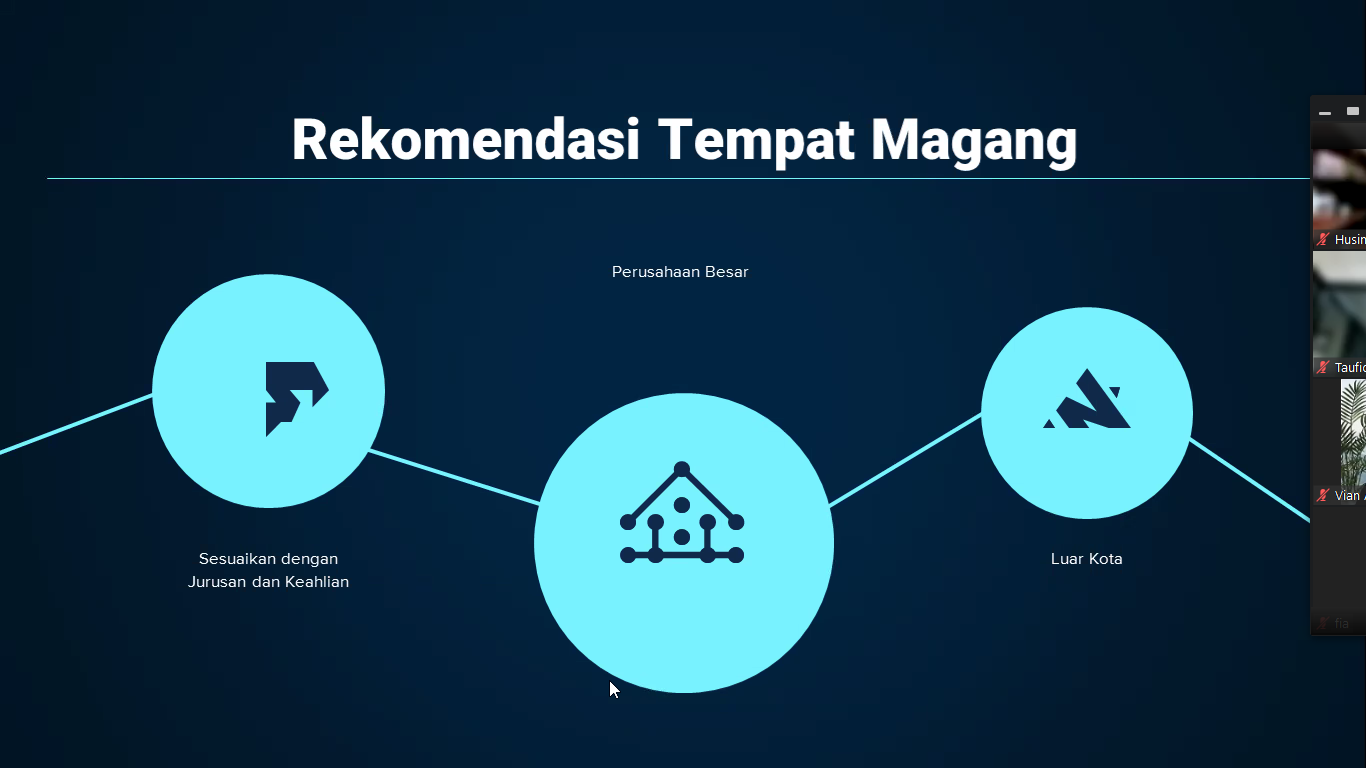 Rekomendasi Tempat Magang
Perusahaan Besar
Sesuaikan dengan
Jurusan dan Keahlian
Luar Kota
Husin
Taufic
Vian
fia